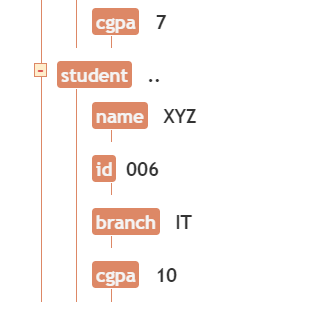 cgpa 7
- student ..
name XYZ
id 006
branch IT
cgpa 10